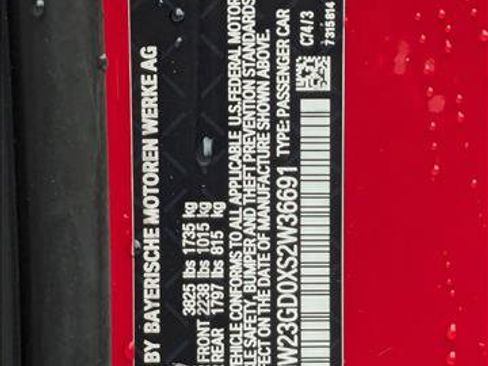 BY BAYERISCHE MOTOREN WERKE AG
3825 lbs 1735 kg
FRONT 2238 lbs 1015 kg
REAR 1797 lbs 815 kg
VEHICLE CONFORMS TO ALL APPLICABLE U.S. FEDERAL MOTOR
SAFETY, BUMPER AND THEFT PREVENTION STANDARDS
EFFECT ON THE DATE OF MANUFACTURE SHOWN ABOVE.
W23GD0XS2W36691 TYPE: PASSENGER CAR
C74/3
7315814